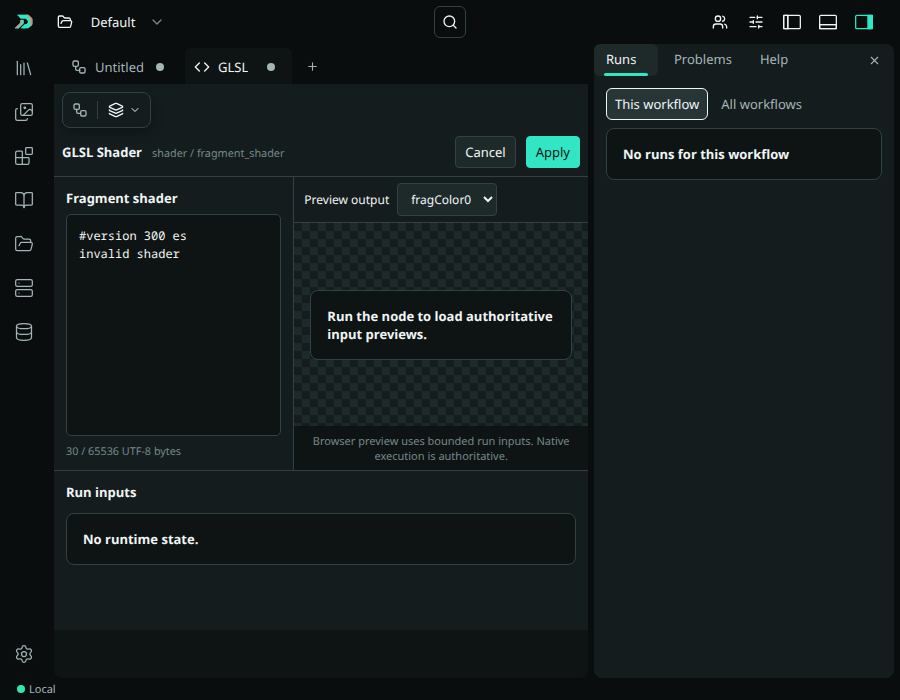 Default
Untitled
GLSL
GLSL Shader shader / fragment_shader
Cancel
Apply
Fragment shader
#version 300 es
invalid shader
30 / 65536 UTF-8 bytes
Preview output
fragColor0
Run the node to load authoritative
input previews.
Browser preview uses bounded run inputs. Native
execution is authoritative.
Run inputs
No runtime state.
Runs
Problems
Help
This workflow
All workflows
No runs for this workflow
Local